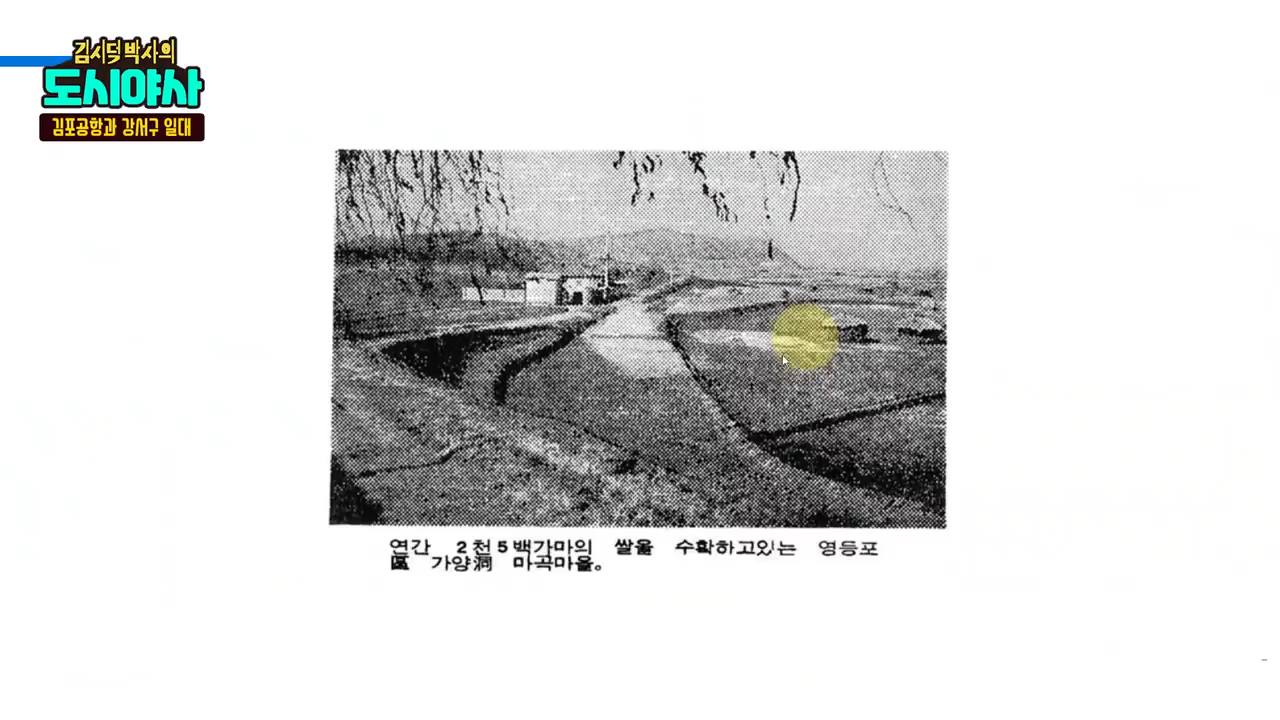 김시덕 박사의
도시야사
김포공항과 강서구 일대
연간 2천5백가마의 쌀을 수확하고있는 영등포
區 가양洞 마곡마을。